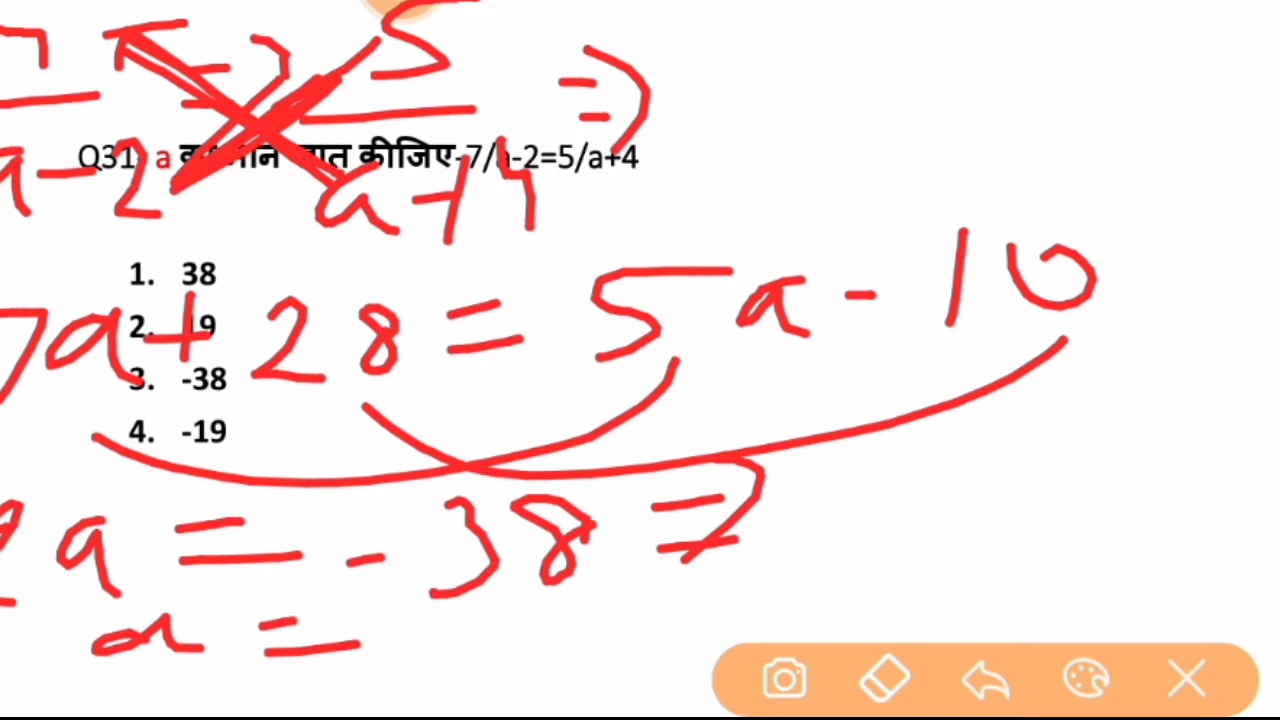 7 = 5 ⇒
Q31- a का मान ज्ञात कीजिए-7/a-2=5/a+4
a-2 a+4
1. 38
7a+28=5a-10
2. 19
3. -38
4. -19
2a=-38⇒
a=